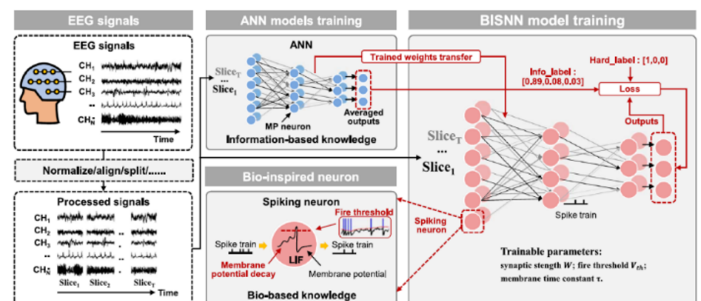 EEG signals
EEG signals
CH1
CH2
CH3
..
CHN
Time
Normalize/align/split/......
Processed signals
CH1
CH2
CH3
..
CHN
Slice1 Slice2 .. SliceT
Time
ANN models training
ANN
SliceT
...
Slice1
MP neuron
Averaged
outputs
Information-based knowledge
Bio-inspired neuron
Spiking neuron
Fire threshold
Spike train
LIF
Spike train
Membrane
potential decay
Membrane potential
Bio-based knowledge
BISNN model training
Trained weights transfer
Hard_label : [1,0,0]
Info_label :
[0.89,0.08,0.03]
Loss
Outputs
SliceT
...
Slice1
Spiking
neuron
Spike train
Trainable parameters:
synaptic stength W; fire threshold Vth;
membrane time constant τ.